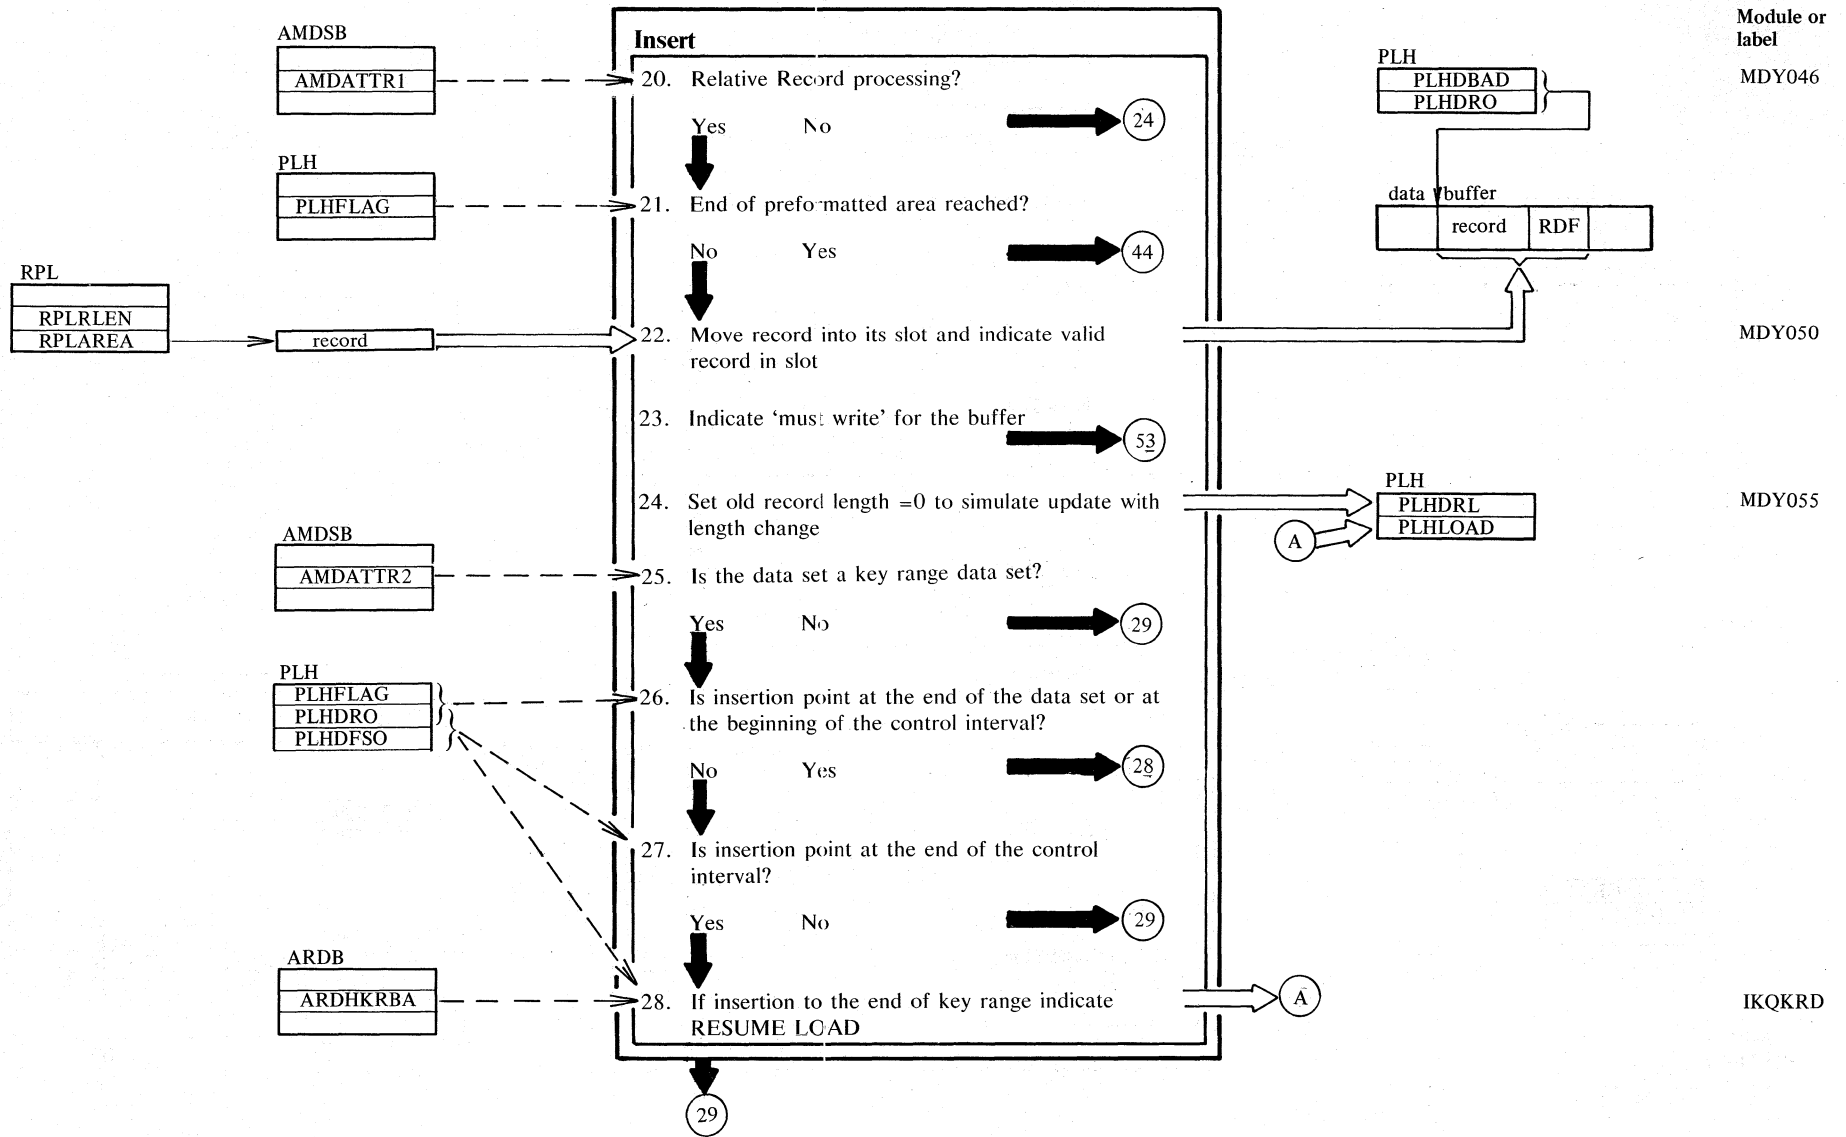 Module or
label
AMDSB
AMDATTR1
Insert
20. Relative Record processing?
PLH
PLHDBAD
PLHDRO
MDY046
Yes No 24
PLH
PLHFLAG
21. End of preformatted area reached?
data buffer
record RDF
No Yes 44
RPL
RPLRLEN
RPLAREA
record
22. Move record into its slot and indicate valid
record in slot
MDY050
23. Indicate ‘must write’ for the buffer
53
24. Set old record length =0 to simulate update with
length change
PLH
PLHDRL
PLHLOAD
A
MDY055
AMDSB
AMDATTR2
25. Is the data set a key range data set?
Yes No 29
PLH
PLHFLAG
PLHDRO
PLHDFSO
26. Is insertion point at the end of the data set or at
the beginning of the control interval?
No Yes 28
27. Is insertion point at the end of the control
interval?
Yes No 29
ARDB
ARDHKRBA
28. If insertion to the end of key range indicate
RESUME LOAD
A
IKQKRD
29